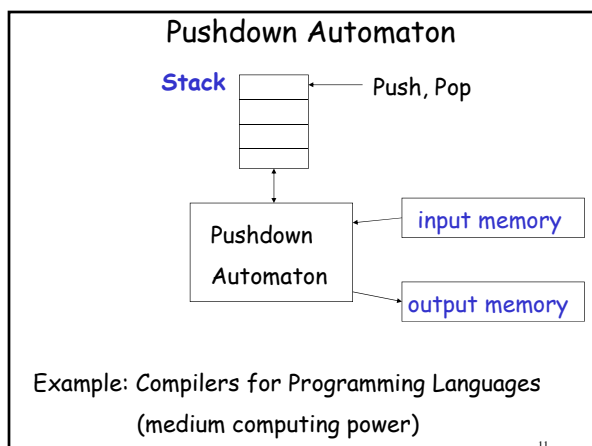 Pushdown Automaton
Stack
Push, Pop
Pushdown
Automaton
input memory
output memory
Example: Compilers for Programming Languages
(medium computing power)